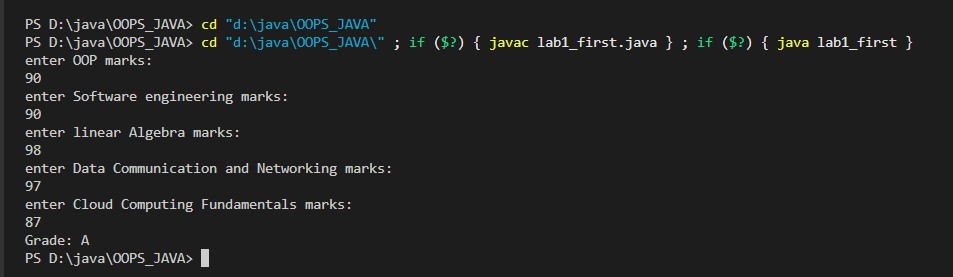 PS D:\java\OOPS_JAVA> cd "d:\java\OOPS_JAVA"
PS D:\java\OOPS_JAVA> cd "d:\java\OOPS_JAVA\" ; if ($?) { javac lab1_first.java } ; if ($?) { java lab1_first }
enter OOP marks:
90
enter Software engineering marks:
90
enter linear Algebra marks:
98
enter Data Communication and Networking marks:
97
enter Cloud Computing Fundamentals marks:
87
Grade: A
PS D:\java\OOPS_JAVA>